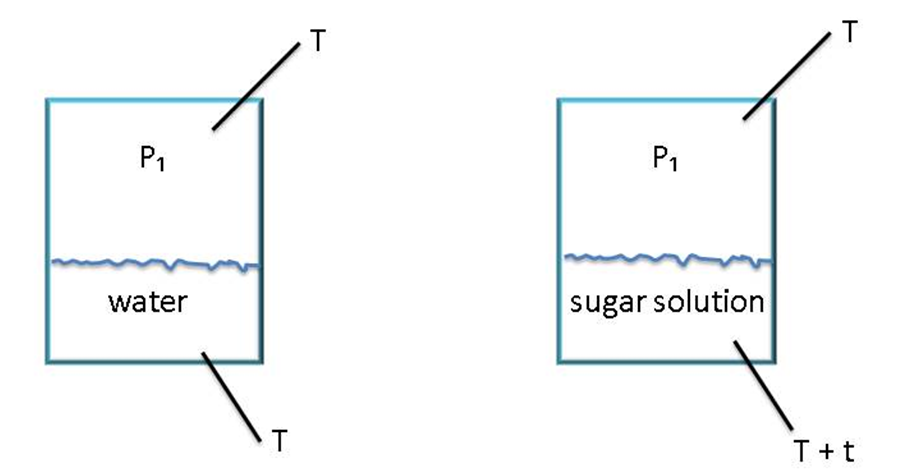 T
P₁
water
T
T
P₁
sugar solution
T + t